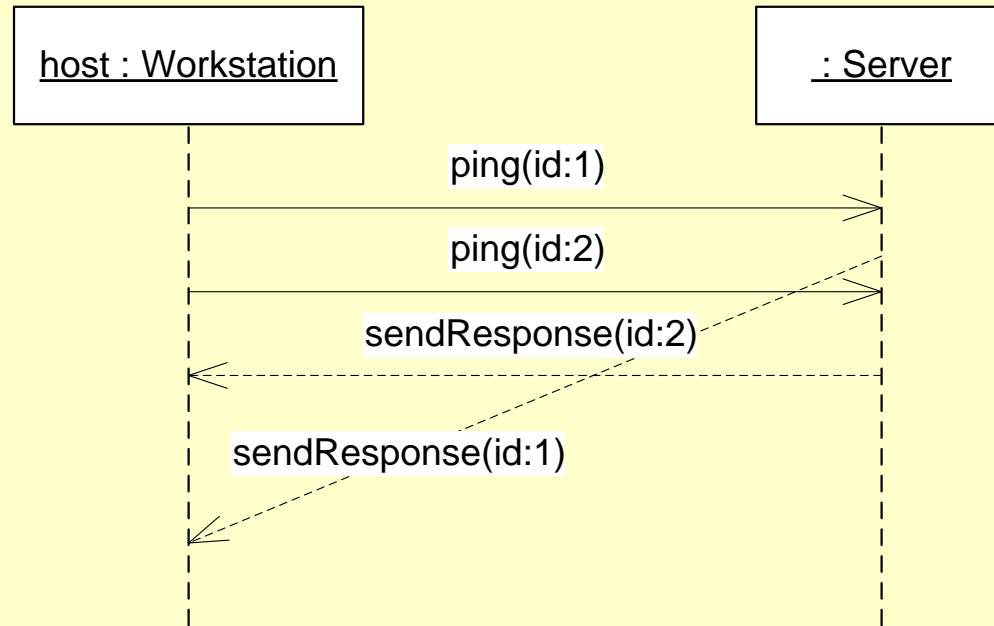 host : Workstation
: Server
ping(id:1)
ping(id:2)
sendResponse(id:2)
sendResponse(id:1)